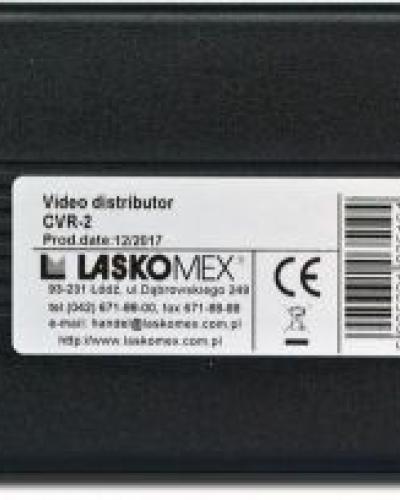 Video distributor
CVR-2
Prod.date:12/2017
LASKOMEX®
CE
93-231 Łódź, ul.Dąbrowskiego 249
tel (042) 671-88-00, fax 671-88-88
e-mail: handel@laskomex.com.pl
http://www.laskomex.com.pl